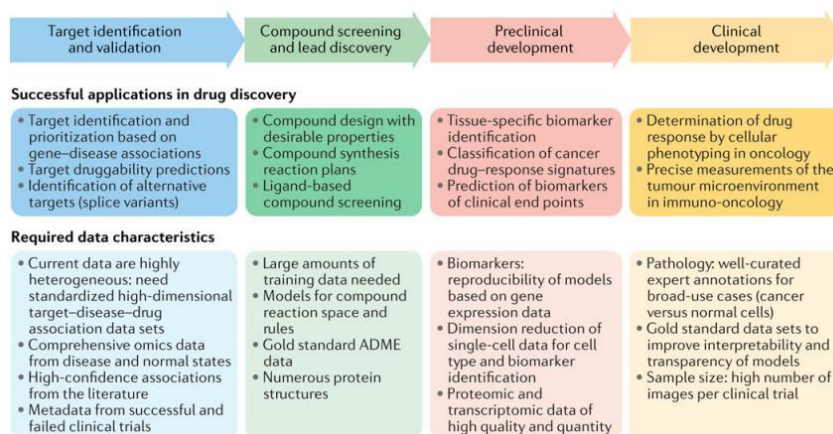 Target identification
and validation
Compound screening
and lead discovery
Preclinical
development
Clinical
development
Successful applications in drug discovery
• Target identification and
prioritization based on
gene–disease associations
• Target druggability predictions
• Identification of alternative
targets (splice variants)
• Compound design with
desirable properties
• Compound synthesis
reaction plans
• Ligand-based
compound screening
• Tissue-specific biomarker
identification
• Classification of cancer
drug–response signatures
• Prediction of biomarkers
of clinical end points
• Determination of drug
response by cellular
phenotyping in oncology
• Precise measurements of the
tumour microenvironment
in immuno-oncology
Required data characteristics
• Current data are highly
heterogeneous: need
standardized high-dimensional
target–disease–drug
association data sets
• Comprehensive omics data
from disease and normal states
• High-confidence associations
from the literature
• Metadata from successful and
failed clinical trials
• Large amounts of
training data needed
• Models for compound
reaction space and
rules
• Gold standard ADME
data
• Numerous protein
structures
• Biomarkers:
reproducibility of models
based on gene
expression data
• Dimension reduction of
single-cell data for cell
type and biomarker
identification
• Proteomic and
transcriptomic data of
high quality and quantity
• Pathology: well-curated
expert annotations for
broad-use cases (cancer
versus normal cells)
• Gold standard data sets to
improve interpretability and
transparency of models
• Sample size: high number of
images per clinical trial